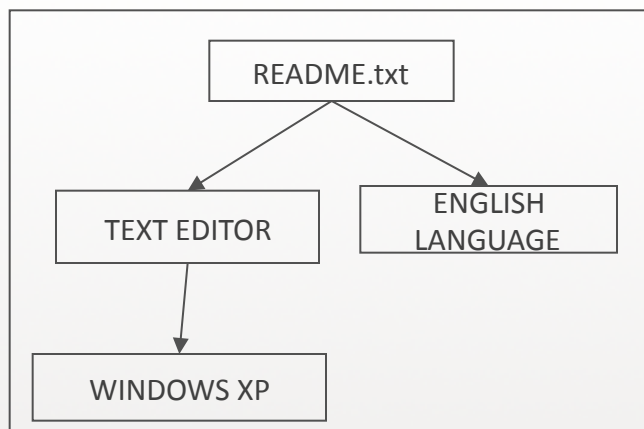 README.txt
TEXT EDITOR
ENGLISH
LANGUAGE
WINDOWS XP